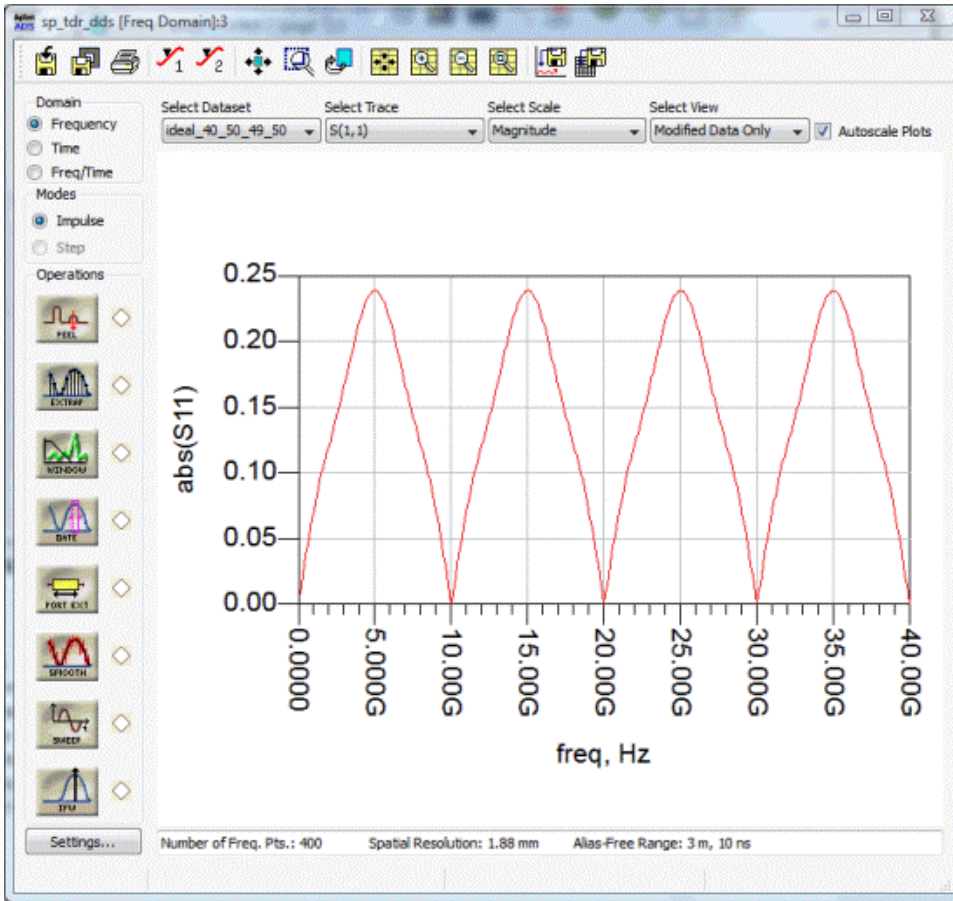 Agilent
ADS
sp_tdr_dds [Freq Domain]:3
1
2
Domain
Frequency
Time
Freq/Time
Modes
Impulse
Step
Operations
PEEL
EXTRAP
WINDOW
GATE
PORT EXT
SMOOTH
SWEEP
IFW
Settings...
Select Dataset
Select Trace
Select Scale
Select View
ideal_40_50_49_50
S(1,1)
Magnitude
Modified Data Only
Autoscale Plots
0.25
0.20
0.15
0.10
0.05
0.00
abs(S11)
0.0000
5.000G
10.00G
15.00G
20.00G
25.00G
30.00G
35.00G
40.00G
freq, Hz
Number of Freq. Pts.: 400
Spatial Resolution: 1.88 mm
Alias-Free Range: 3 m, 10 ns